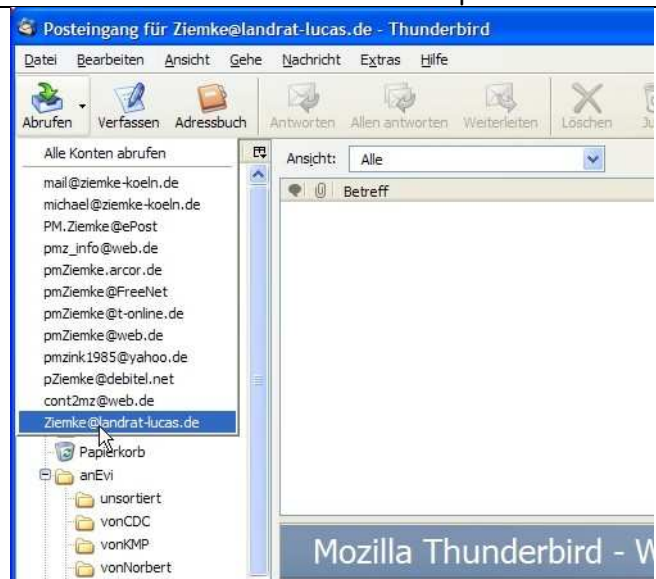 Posteingang für Ziemke@landrat-lucas.de - Thunderbird
Datei Bearbeiten Ansicht Gehe Nachricht Extras Hilfe
Abrufen Verfassen Adressbuch Antworten Allen antworten Weiterleiten Löschen
Alle Konten abrufen
Ansicht: Alle
Betreff
mail@ziemke-koeln.de
michael@ziemke-koeln.de
PM.Ziemke@ePost
pmz_info@web.de
pmZiemke.arcor.de
pmZiemke@FreeNet
pmZiemke@t-online.de
pmZiemke@web.de
pmzink1985@yahoo.de
pZiemke@debitel.net
cont2mz@web.de
Ziemke@landrat-lucas.de
Papierkorb
anEvi
unsortiert
vonCDC
vonKMP
vonNorbert
Mozilla Thunderbird -